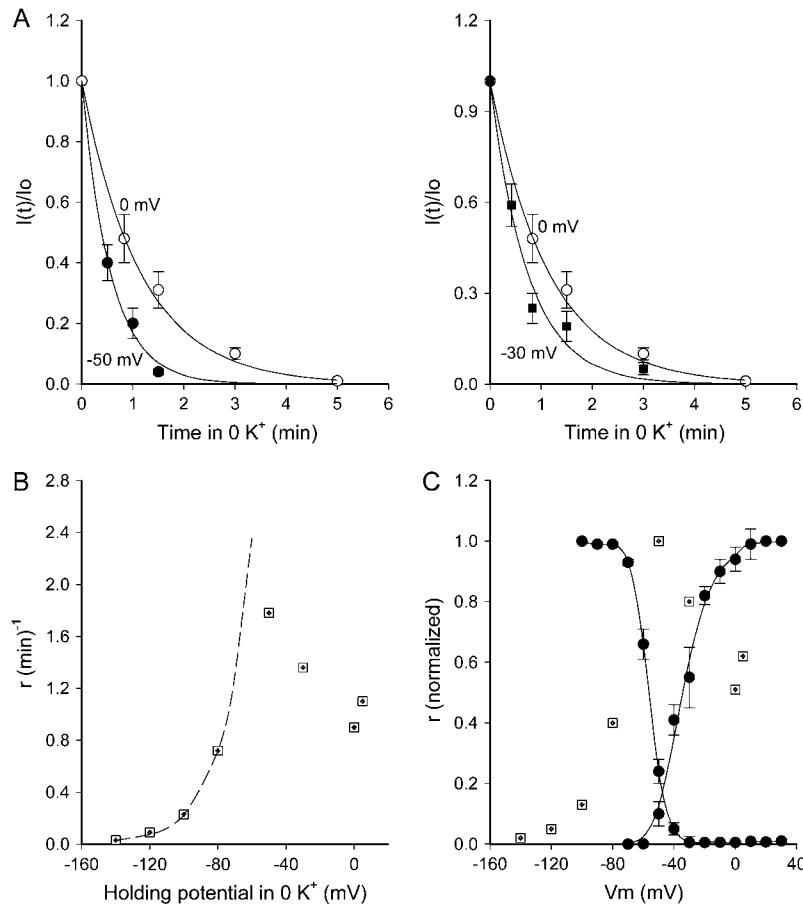 A
1.2
1.0
0.8
0.6
0.4
0.2
0.0
I(t)/Io
0 mV
-50 mV
0 1 2 3 4 5 6
Time in 0 K+ (min)
1.2
0.9
0.6
0.3
0.0
I(t)/Io
0 mV
-30 mV
0 1 2 3 4 5 6
Time in 0 K+ (min)
B
2.8
2.4
2.0
1.6
1.2
0.8
0.4
0.0
r (min)-1
-160 -120 -80 -40 0
Holding potential in 0 K+ (mV)
C
1.2
1.0
0.8
0.6
0.4
0.2
0.0
r (normalized)
-160 -120 -80 -40 0 40
Vm (mV)